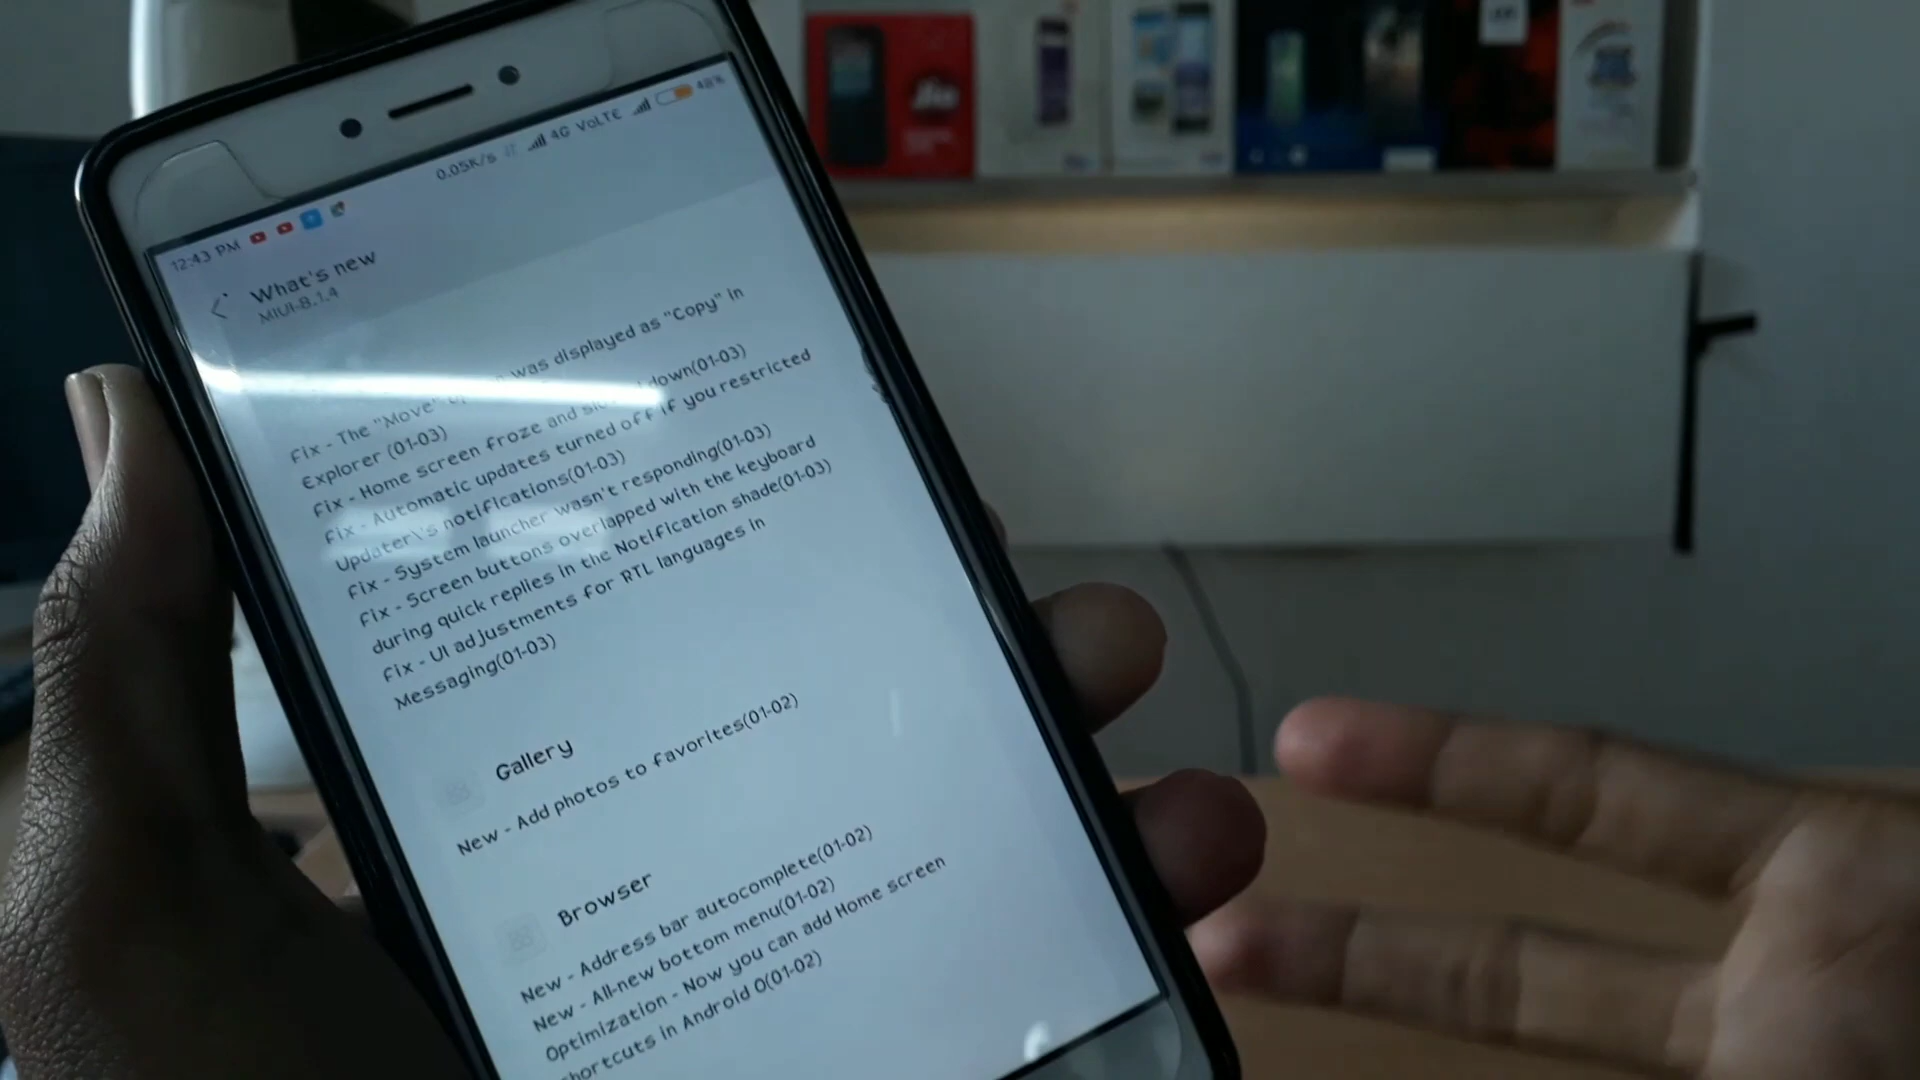 Jio
12:43 PM
0.05K/s
4G VoLTE
48%
What's new
MIUI-8.1.4
Fix - The "Move" was displayed as "Copy" in
Explorer (01-03)
Fix - Home screen froze and down(01-03)
Fix - Automatic updates turned off if you restricted
Updater\'s notifications(01-03)
Fix - System launcher wasn't responding(01-03)
Fix - Screen buttons overlapped with the keyboard
during quick replies in the Notification shade(01-03)
Fix - UI adjustments for RTL languages in
Messaging(01-03)
Gallery
New - Add photos to favorites(01-02)
Browser
New - Address bar autocomplete(01-02)
New - All-new bottom menu(01-02)
Optimization - Now you can add Home screen
shortcuts in Android O(01-02)